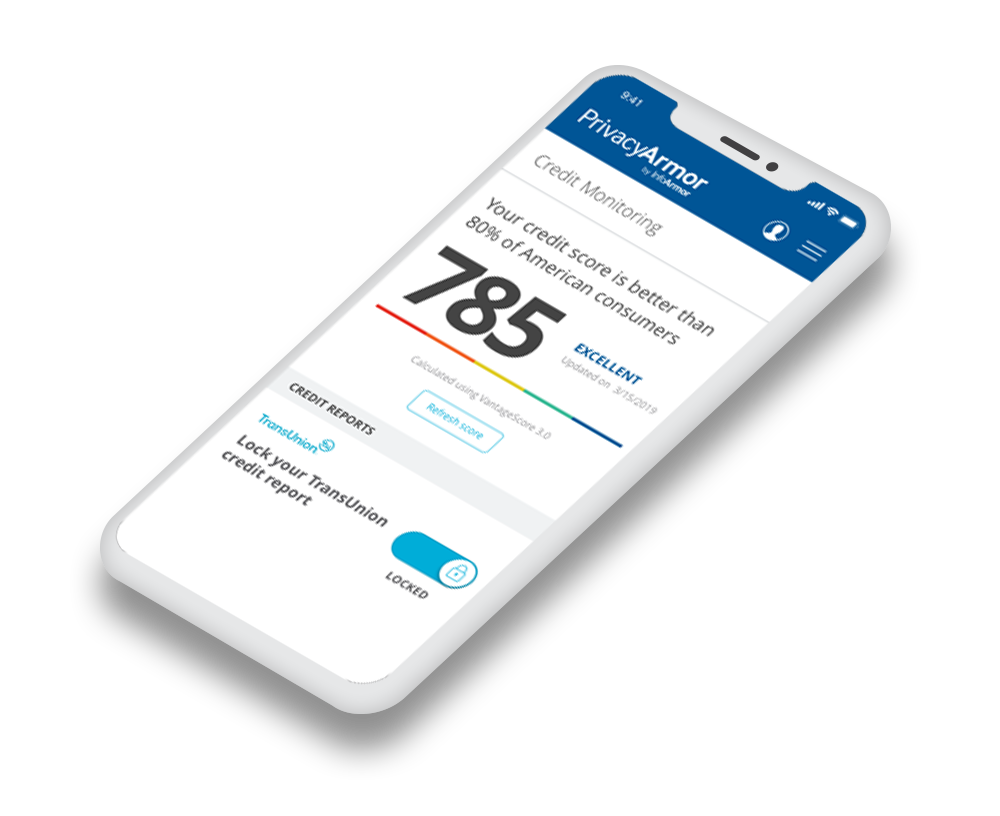 9:41
PrivacyArmor
by InfoArmor
Credit Monitoring
Your credit score is better than
80% of American consumers
785
EXCELLENT
Updated on 3/15/2019
Calculated using VantageScore 3.0
Refresh score
CREDIT REPORTS
TransUnion
Lock your TransUnion
credit report
LOCKED